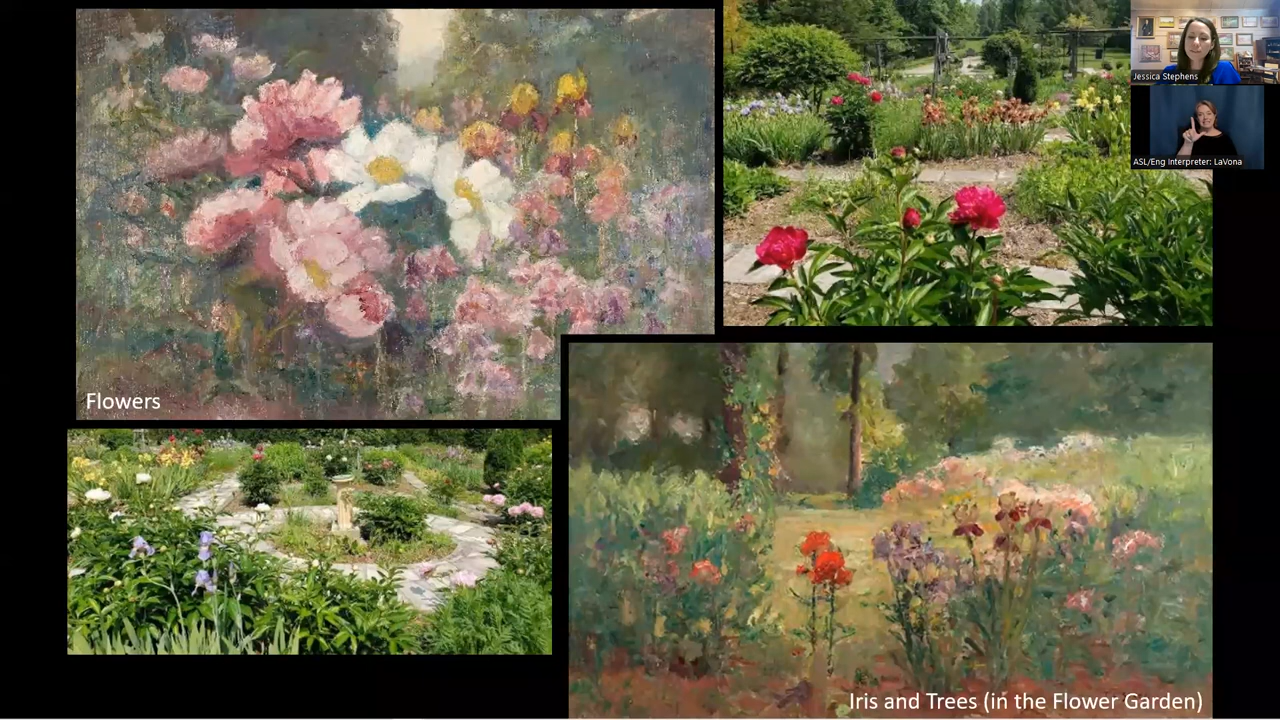 Jessica Stephens
ASL/Eng Interpreter: LaVona
Flowers
Iris and Trees (in the Flower Garden)